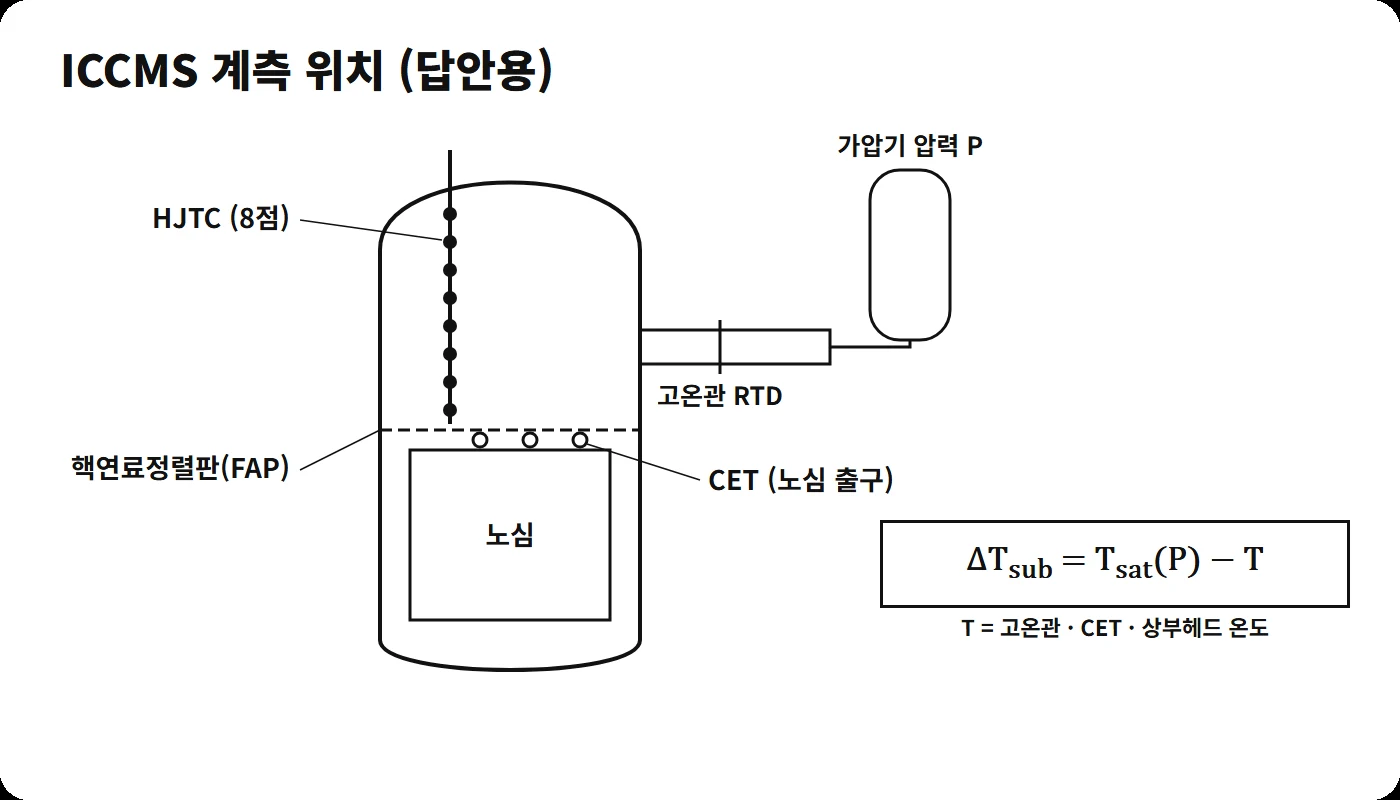 ICCMS 계측 위치 (답안용)
가압기 압력 P
HJTC (8점)
고온관 RTD
핵연료정렬판(FAP)
CET (노심 출구)
노심
ΔTsub = Tsat(P) − T
T = 고온관 · CET · 상부헤드 온도